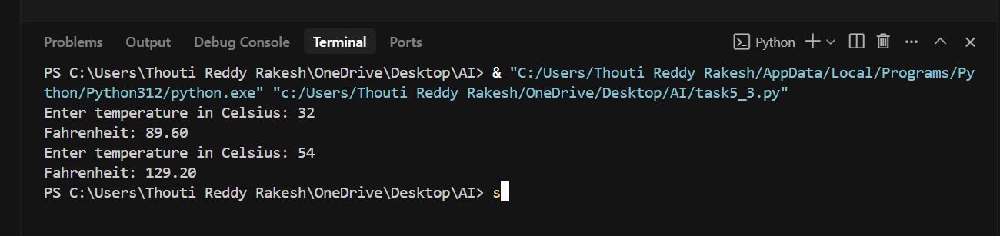 Problems Output Debug Console Terminal Ports Python
PS C:\Users\Thouti Reddy Rakesh\OneDrive\Desktop\AI> & "C:/Users/Thouti Reddy Rakesh/AppData/Local/Programs/Py
thon/Python312/python.exe" "c:/Users/Thouti Reddy Rakesh/OneDrive/Desktop/AI/task5_3.py"
Enter temperature in Celsius: 32
Fahrenheit: 89.60
Enter temperature in Celsius: 54
Fahrenheit: 129.20
PS C:\Users\Thouti Reddy Rakesh\OneDrive\Desktop\AI> s